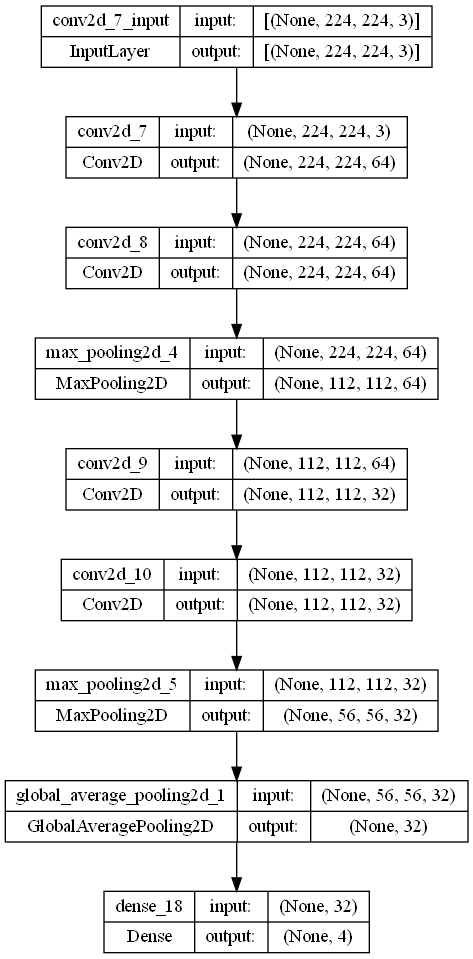 conv2d_7_input input: [(None, 224, 224, 3)]
InputLayer output: [(None, 224, 224, 3)]
conv2d_7 input: (None, 224, 224, 3)
Conv2D output: (None, 224, 224, 64)
conv2d_8 input: (None, 224, 224, 64)
Conv2D output: (None, 224, 224, 64)
max_pooling2d_4 input: (None, 224, 224, 64)
MaxPooling2D output: (None, 112, 112, 64)
conv2d_9 input: (None, 112, 112, 64)
Conv2D output: (None, 112, 112, 32)
conv2d_10 input: (None, 112, 112, 32)
Conv2D output: (None, 112, 112, 32)
max_pooling2d_5 input: (None, 112, 112, 32)
MaxPooling2D output: (None, 56, 56, 32)
global_average_pooling2d_1 input: (None, 56, 56, 32)
GlobalAveragePooling2D output: (None, 32)
dense_18 input: (None, 32)
Dense output: (None, 4)